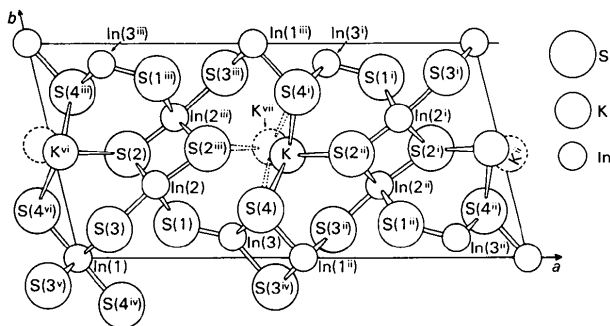 b
In(3ⁱⁱⁱ)
In(1ⁱⁱⁱ)
In(3ⁱ)
S(4ⁱⁱⁱ)
S(1ⁱⁱⁱ)
S(3ⁱⁱⁱ)
S(4ⁱ)
S(1ⁱ)
S(3ⁱ)
S
In(2ⁱⁱⁱ)
Kᵛⁱⁱ
In(2ⁱ)
K
Kᵛⁱ
S(2)
S(2ⁱⁱⁱ)
K
S(2ⁱⁱ)
S(2ⁱ)
In
In(2)
In(2ⁱⁱ)
S(4ᵛⁱ)
S(3)
S(1)
S(4)
In(3)
S(3ⁱⁱ)
S(1ⁱⁱ)
S(4ⁱⁱ)
In(3ⁱⁱ)
In(1)
In(1ⁱⁱ)
a
S(3ᵛ)
S(4ⁱᵛ)
S(3ⁱᵛ)